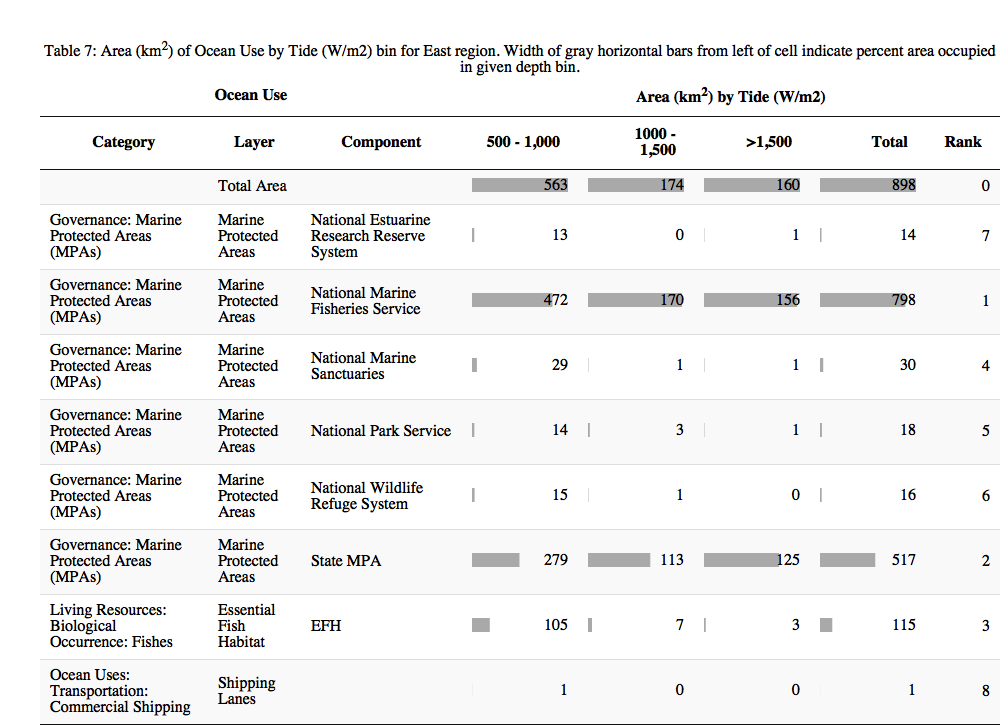 Table 7: Area (km2) of Ocean Use by Tide (W/m2) bin for East region. Width of gray horizontal bars from left of cell indicate percent area occupied
in given depth bin.
Ocean Use Area (km2) by Tide (W/m2)
Category Layer Component 500 - 1,000 1000 - 1,500 >1,500 Total Rank
Total Area 563 174 160 898 0
Governance: Marine Marine National Estuarine
Protected Areas Protected Research Reserve 13 0 1 14 7
(MPAs) Areas System
Governance: Marine Marine National Marine
Protected Areas Protected Fisheries Service 472 170 156 798 1
(MPAs) Areas
Governance: Marine Marine National Marine
Protected Areas Protected Sanctuaries 29 1 1 30 4
(MPAs) Areas
Governance: Marine Marine
Protected Areas Protected National Park Service 14 3 1 18 5
(MPAs) Areas
Governance: Marine Marine National Wildlife
Protected Areas Protected Refuge System 15 1 0 16 6
(MPAs) Areas
Governance: Marine Marine
Protected Areas Protected State MPA 279 113 125 517 2
(MPAs) Areas
Living Resources: Essential
Biological Fish EFH 105 7 3 115 3
Occurrence: Fishes Habitat
Ocean Uses: Shipping
Transportation: Lanes 1 0 0 1 8
Commercial Shipping